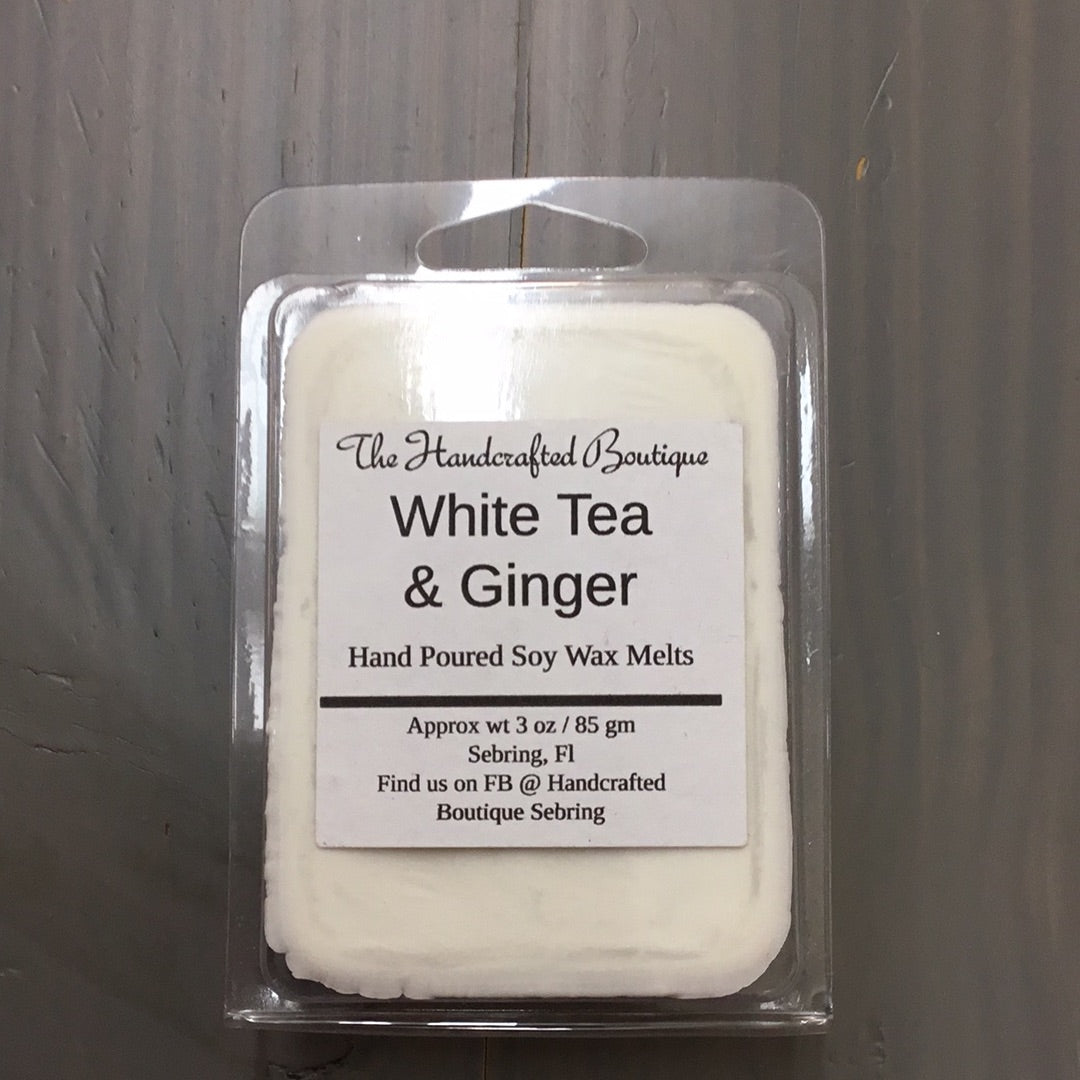 The Handcrafted Boutique
White Tea
& Ginger
Hand Poured Soy Wax Melts
Approx wt 3 oz / 85 gm
Sebring, Fl
Find us on FB @ Handcrafted
Boutique Sebring